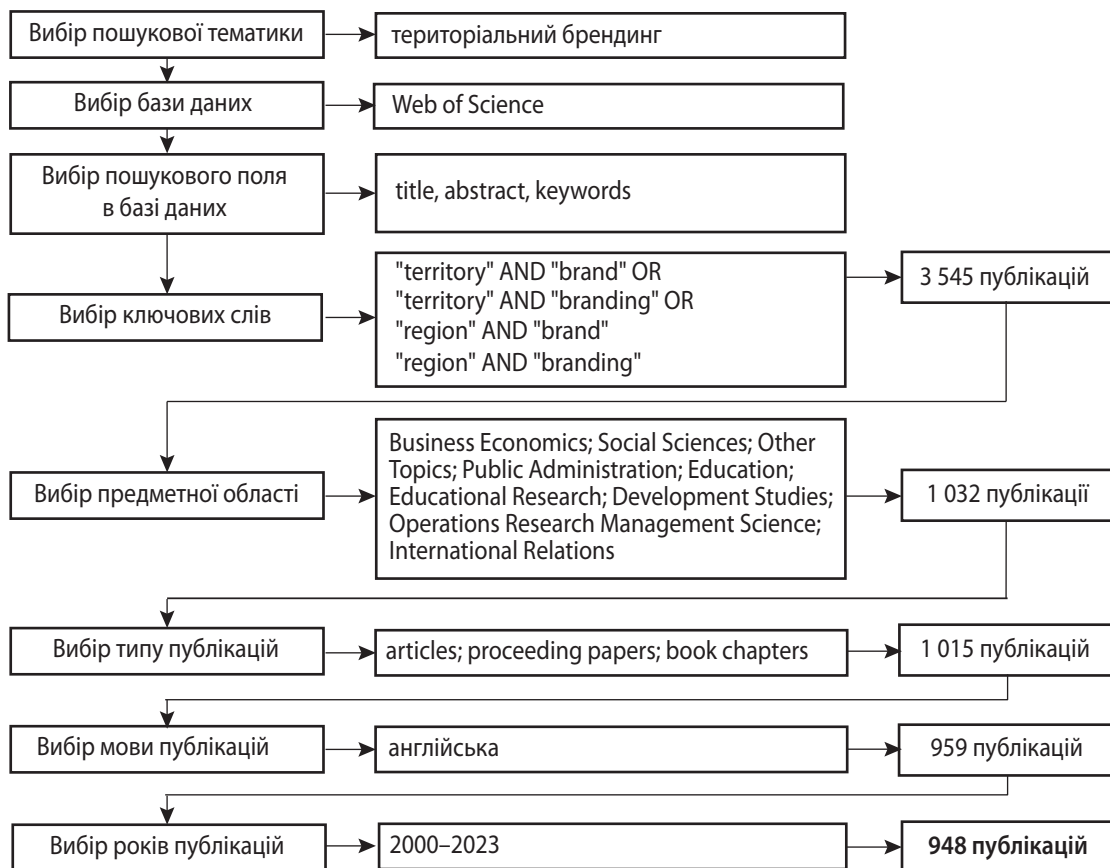 Вибір пошукової тематики
територіальний брендинг
Вибір бази даних
Web of Science
Вибір пошукового поля
в базі даних
title, abstract, keywords
Вибір ключових слів
"territory" AND "brand" OR
"territory" AND "branding" OR
"region" AND "brand"
"region" AND "branding"
3 545 публікацій
Вибір предметної області
Business Economics; Social Sciences; Other
Topics; Public Administration; Education;
Educational Research; Development Studies;
Operations Research Management Science;
International Relations
1 032 публікації
Вибір типу публікацій
articles; proceeding papers; book chapters
1 015 публікацій
Вибір мови публікацій
англійська
959 публікацій
Вибір років публікацій
2000–2023
948 публікацій